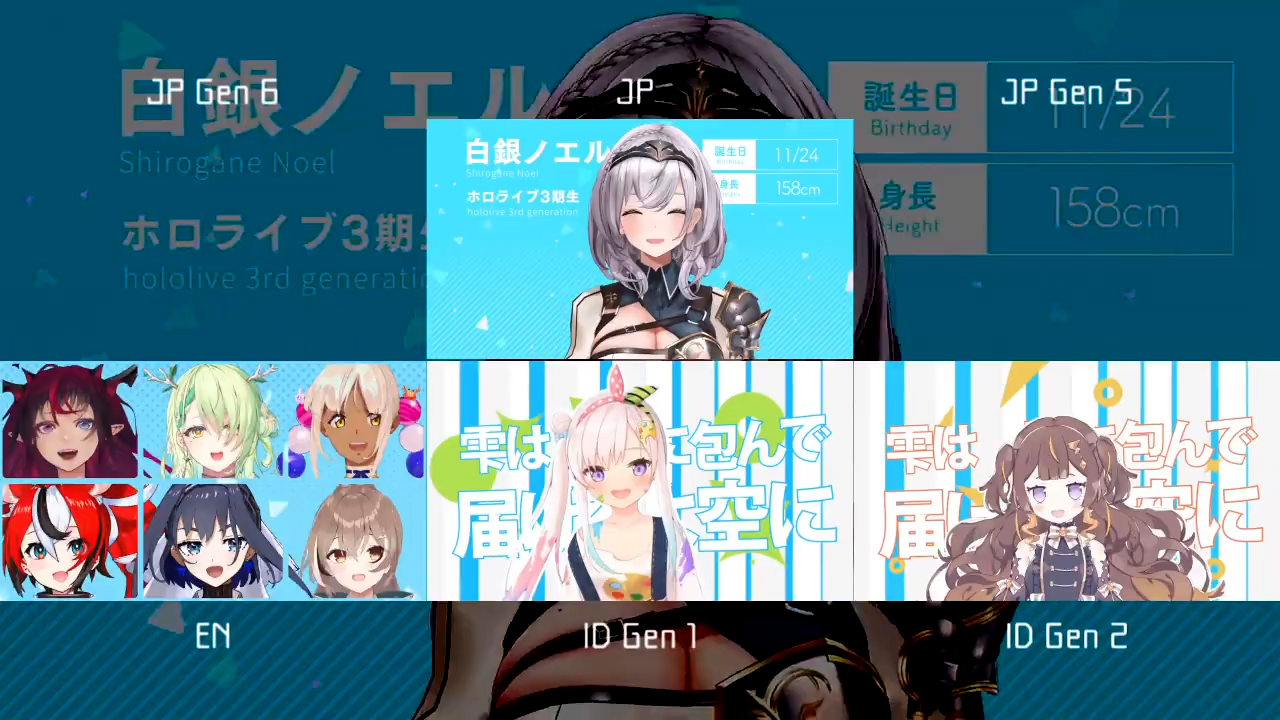 JP Gen 6
JP
JP Gen 5
白銀ノエル
Shirogane Noel
ホロライブ3期生
hololive 3rd generation
誕生日
Birthday
11/24
身長
Height
158cm
白銀ノエル
Shirogane Noel
ホロライブ3期生
hololive 3rd generation
誕生日
Birthday
11/24
身長
158cm
雫は
包んで
届
空に
雫は
包んで
届
空に
EN
ID Gen 1
ID Gen 2